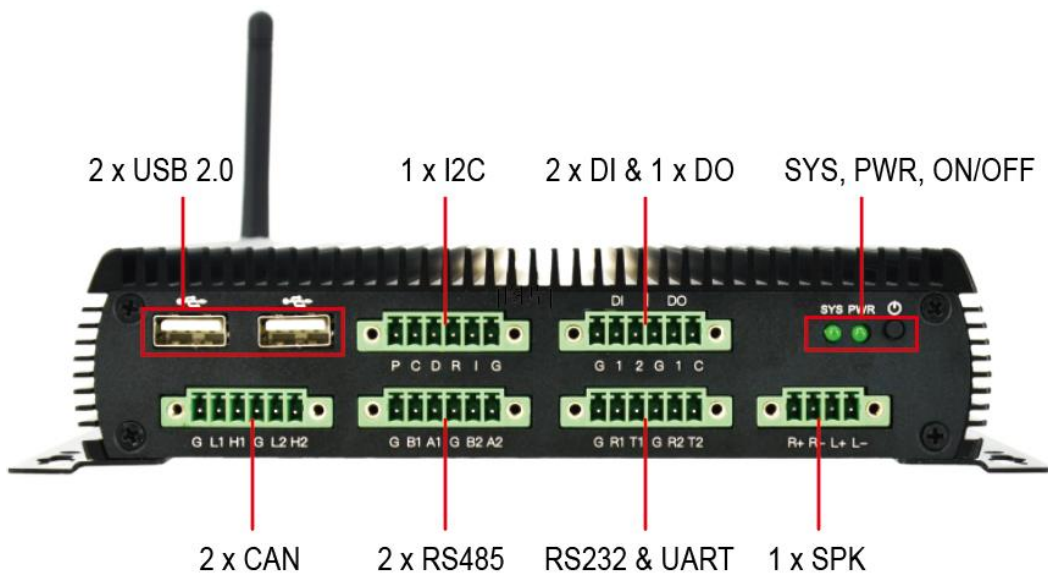 2 x USB 2.0
1 x I2C
2 x DI & 1 x DO
SYS, PWR, ON/OFF
DI DO
SYS PWR
P C D R I G
G 1 2 G 1 C
G L1 H1 G L2 H2
G B1 A1 G B2 A2
G R1 T1 G R2 T2
R+ R- L+ L-
2 x CAN
2 x RS485
RS232 & UART
1 x SPK